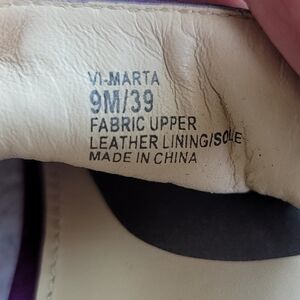 VI-MARTA
9M/39
FABRIC UPPER
LEATHER LINING/SOLE
MADE IN CHINA